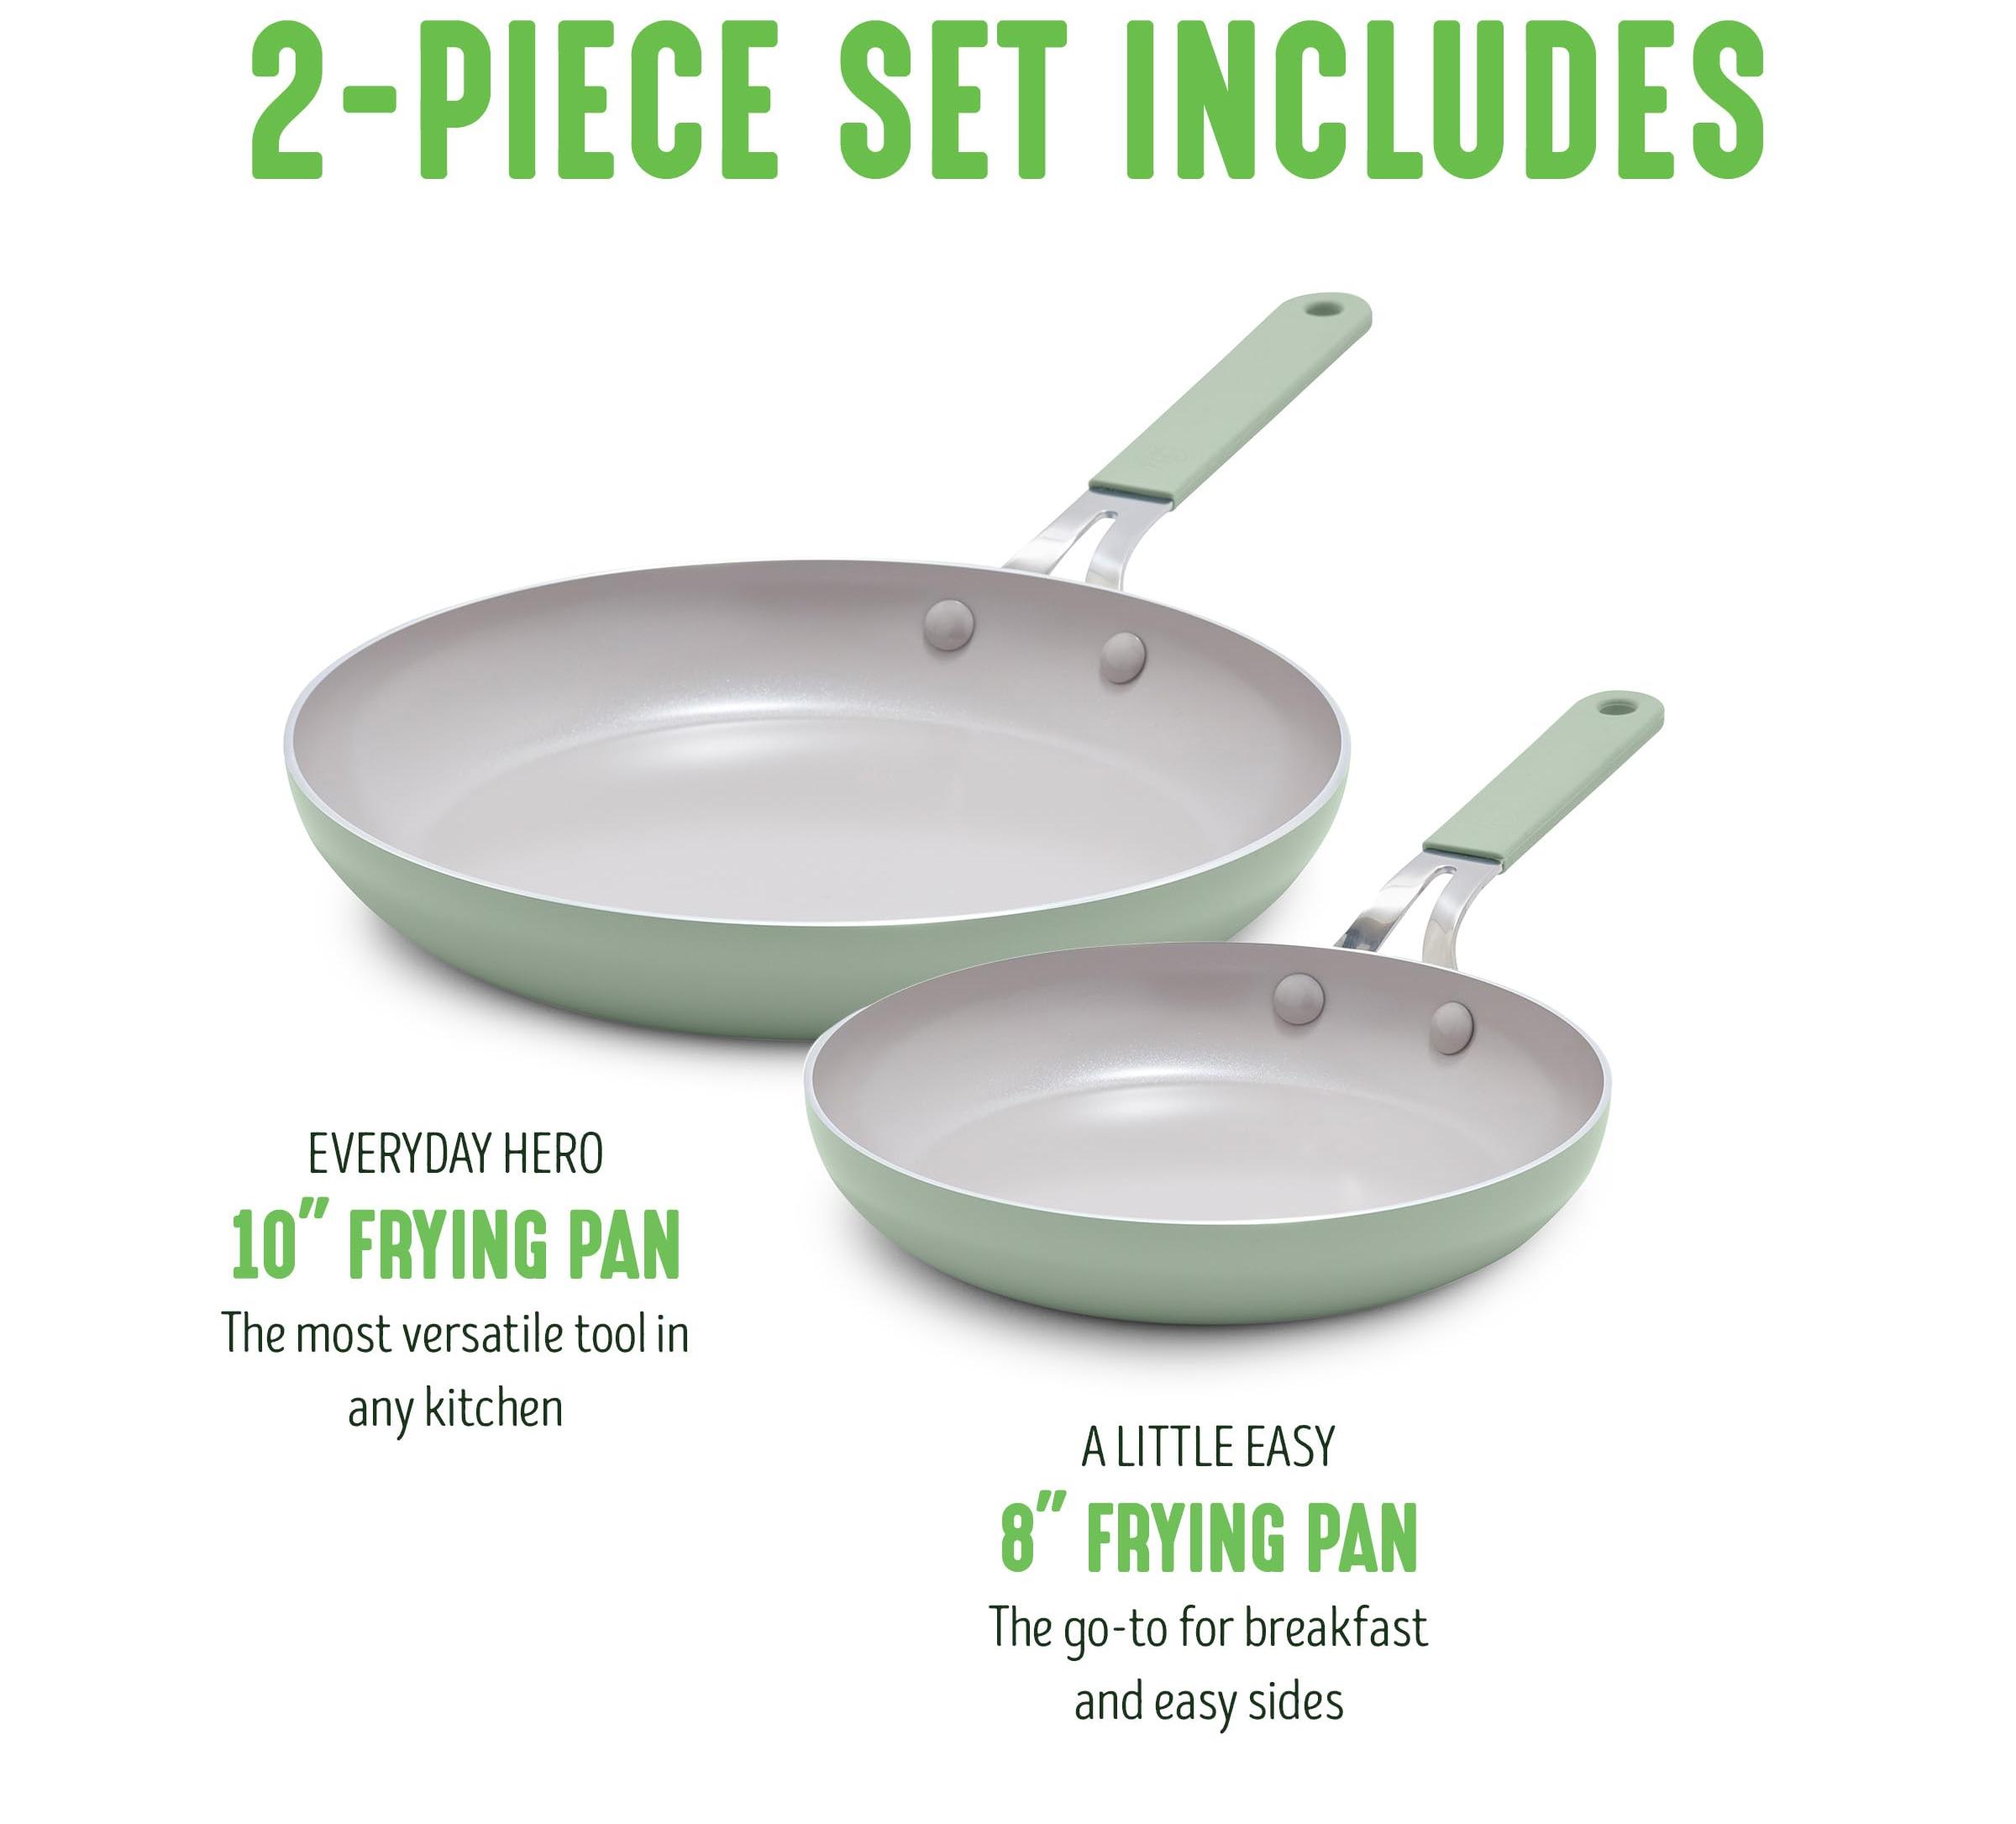 2-PIECE SET INCLUDES
EVERYDAY HERO
10" FRYING PAN
The most versatile tool in
any kitchen
A LITTLE EASY
8" FRYING PAN
The go-to for breakfast
and easy sides